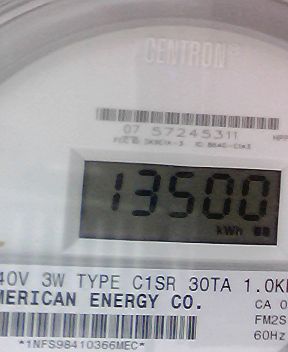 CENTRON®
07 57245311
13500
kWh
40V 3W TYPE C1SR 30TA 1.0K
MERICAN ENERGY CO.
CA 0
FM2S
60Hz
*1NFS98410366MEC*